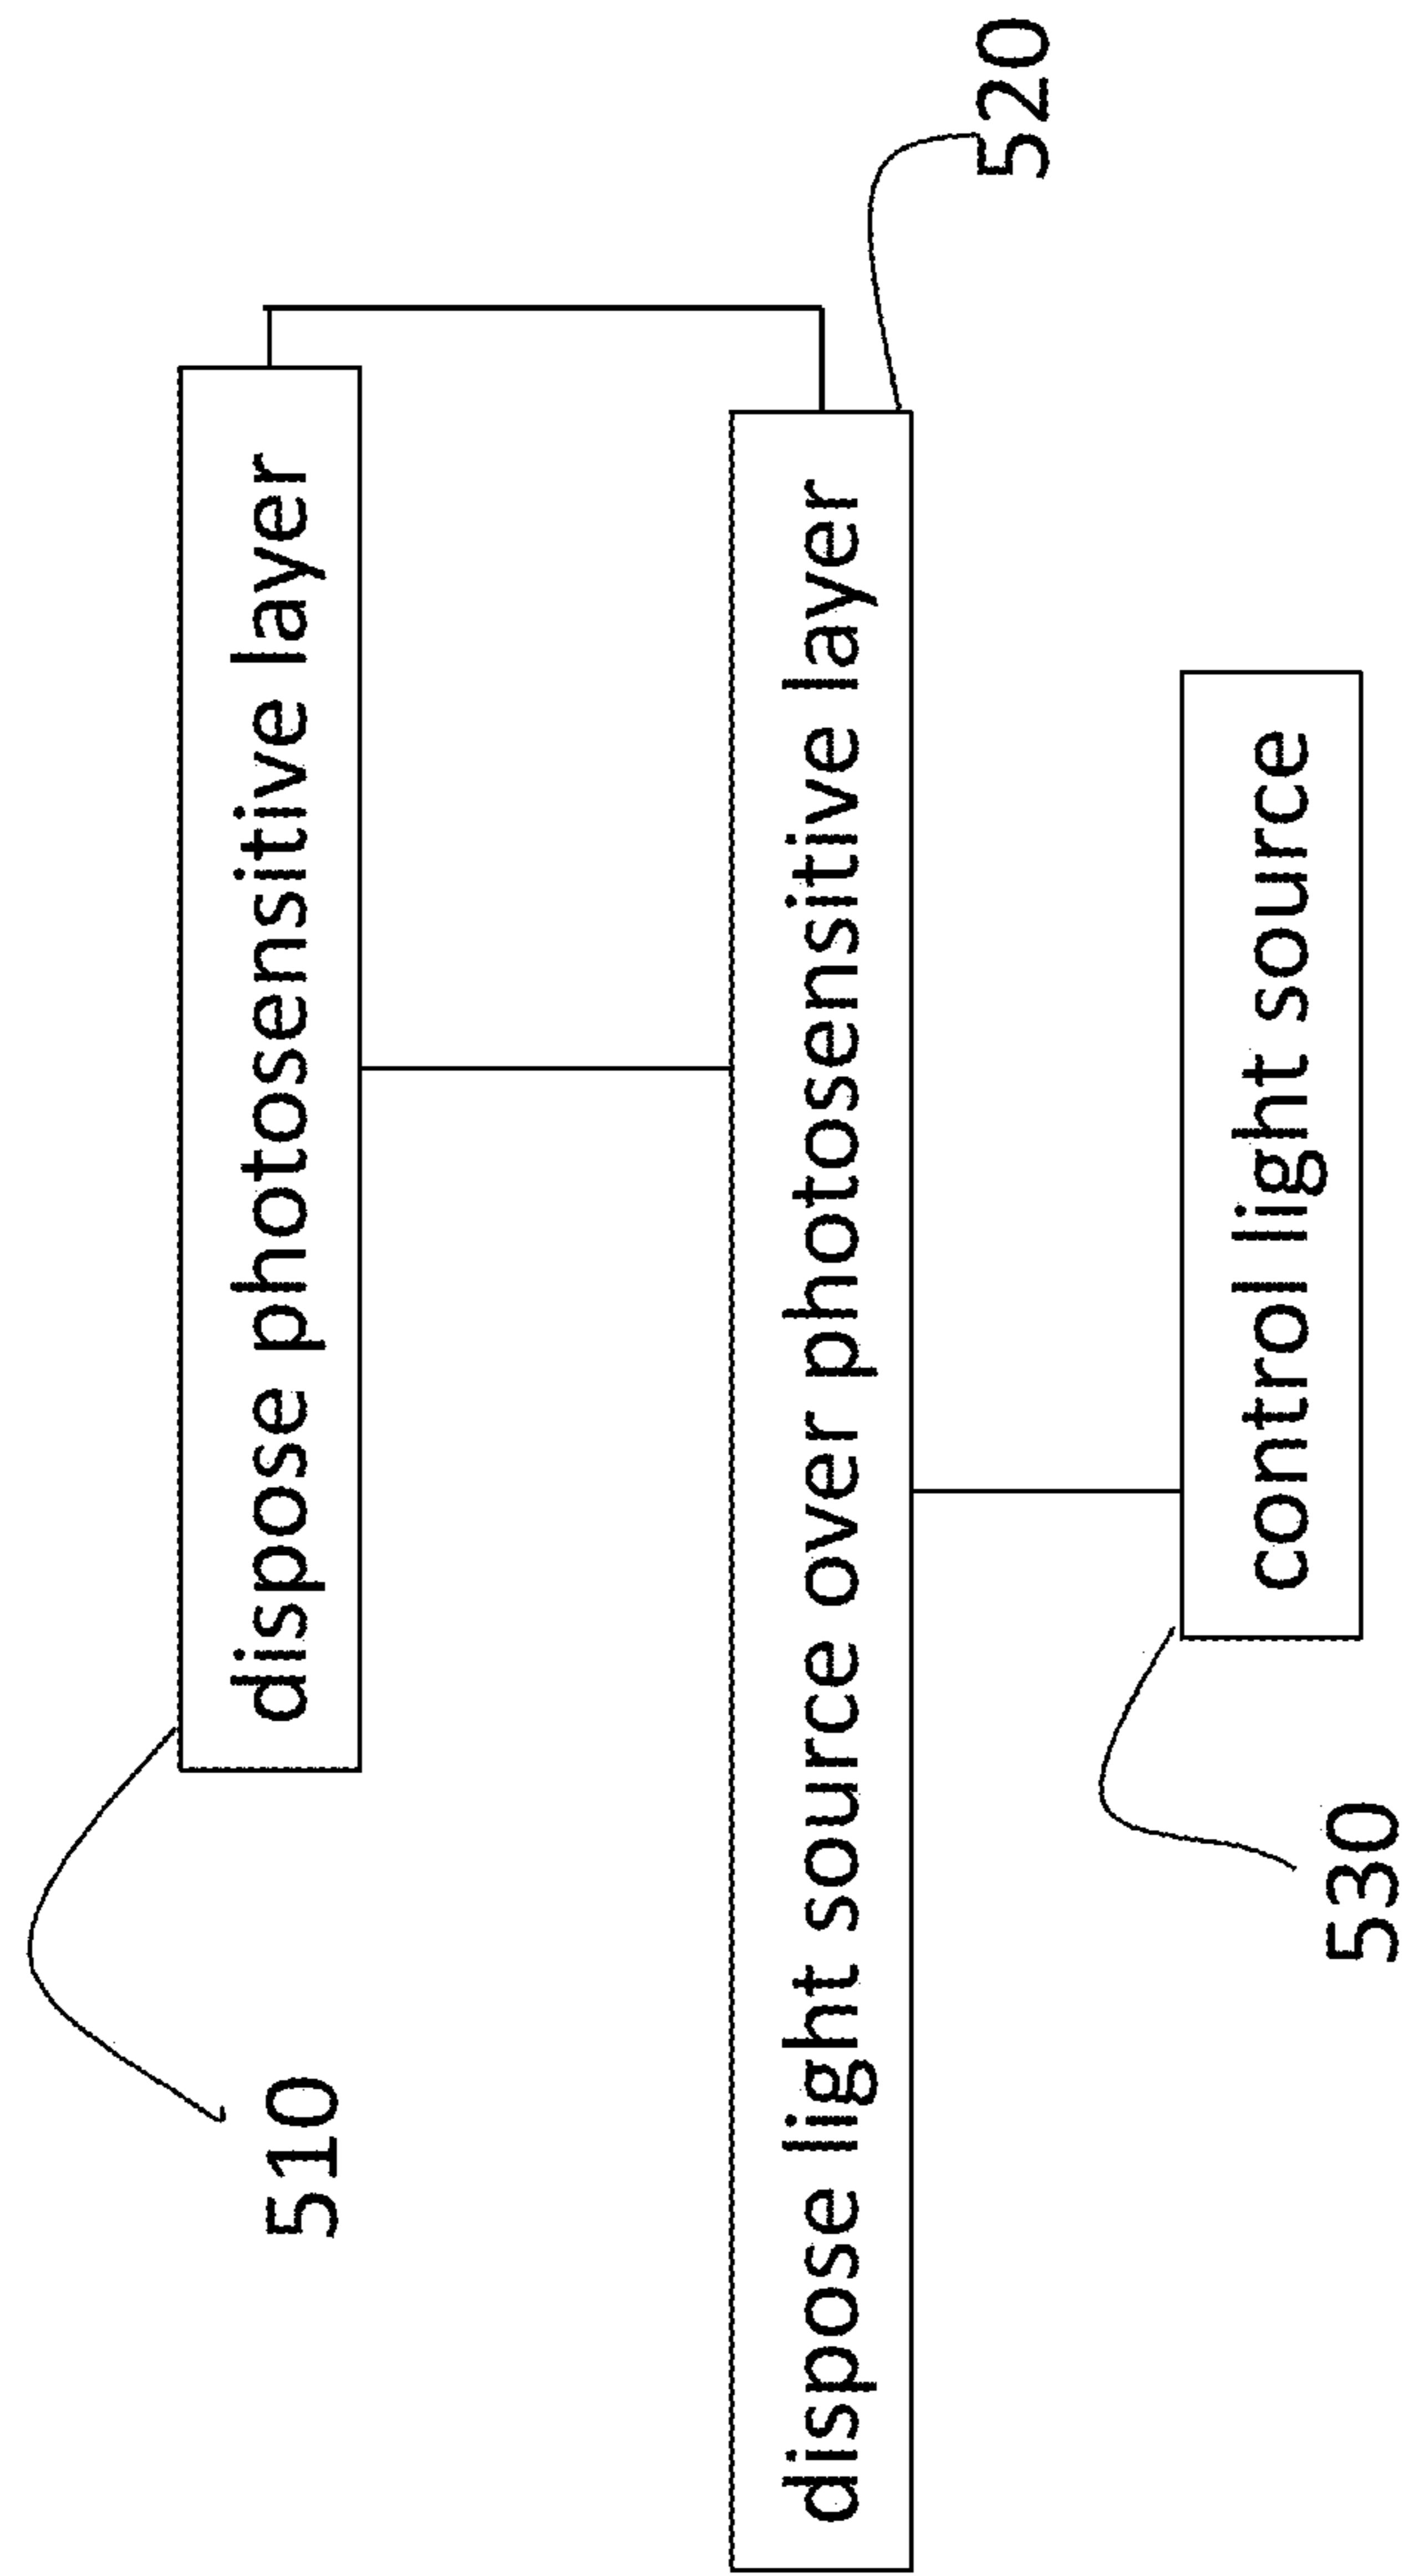 510
dispose photosensitive layer
dispose light source over photosensitive layer
520
530
control light source